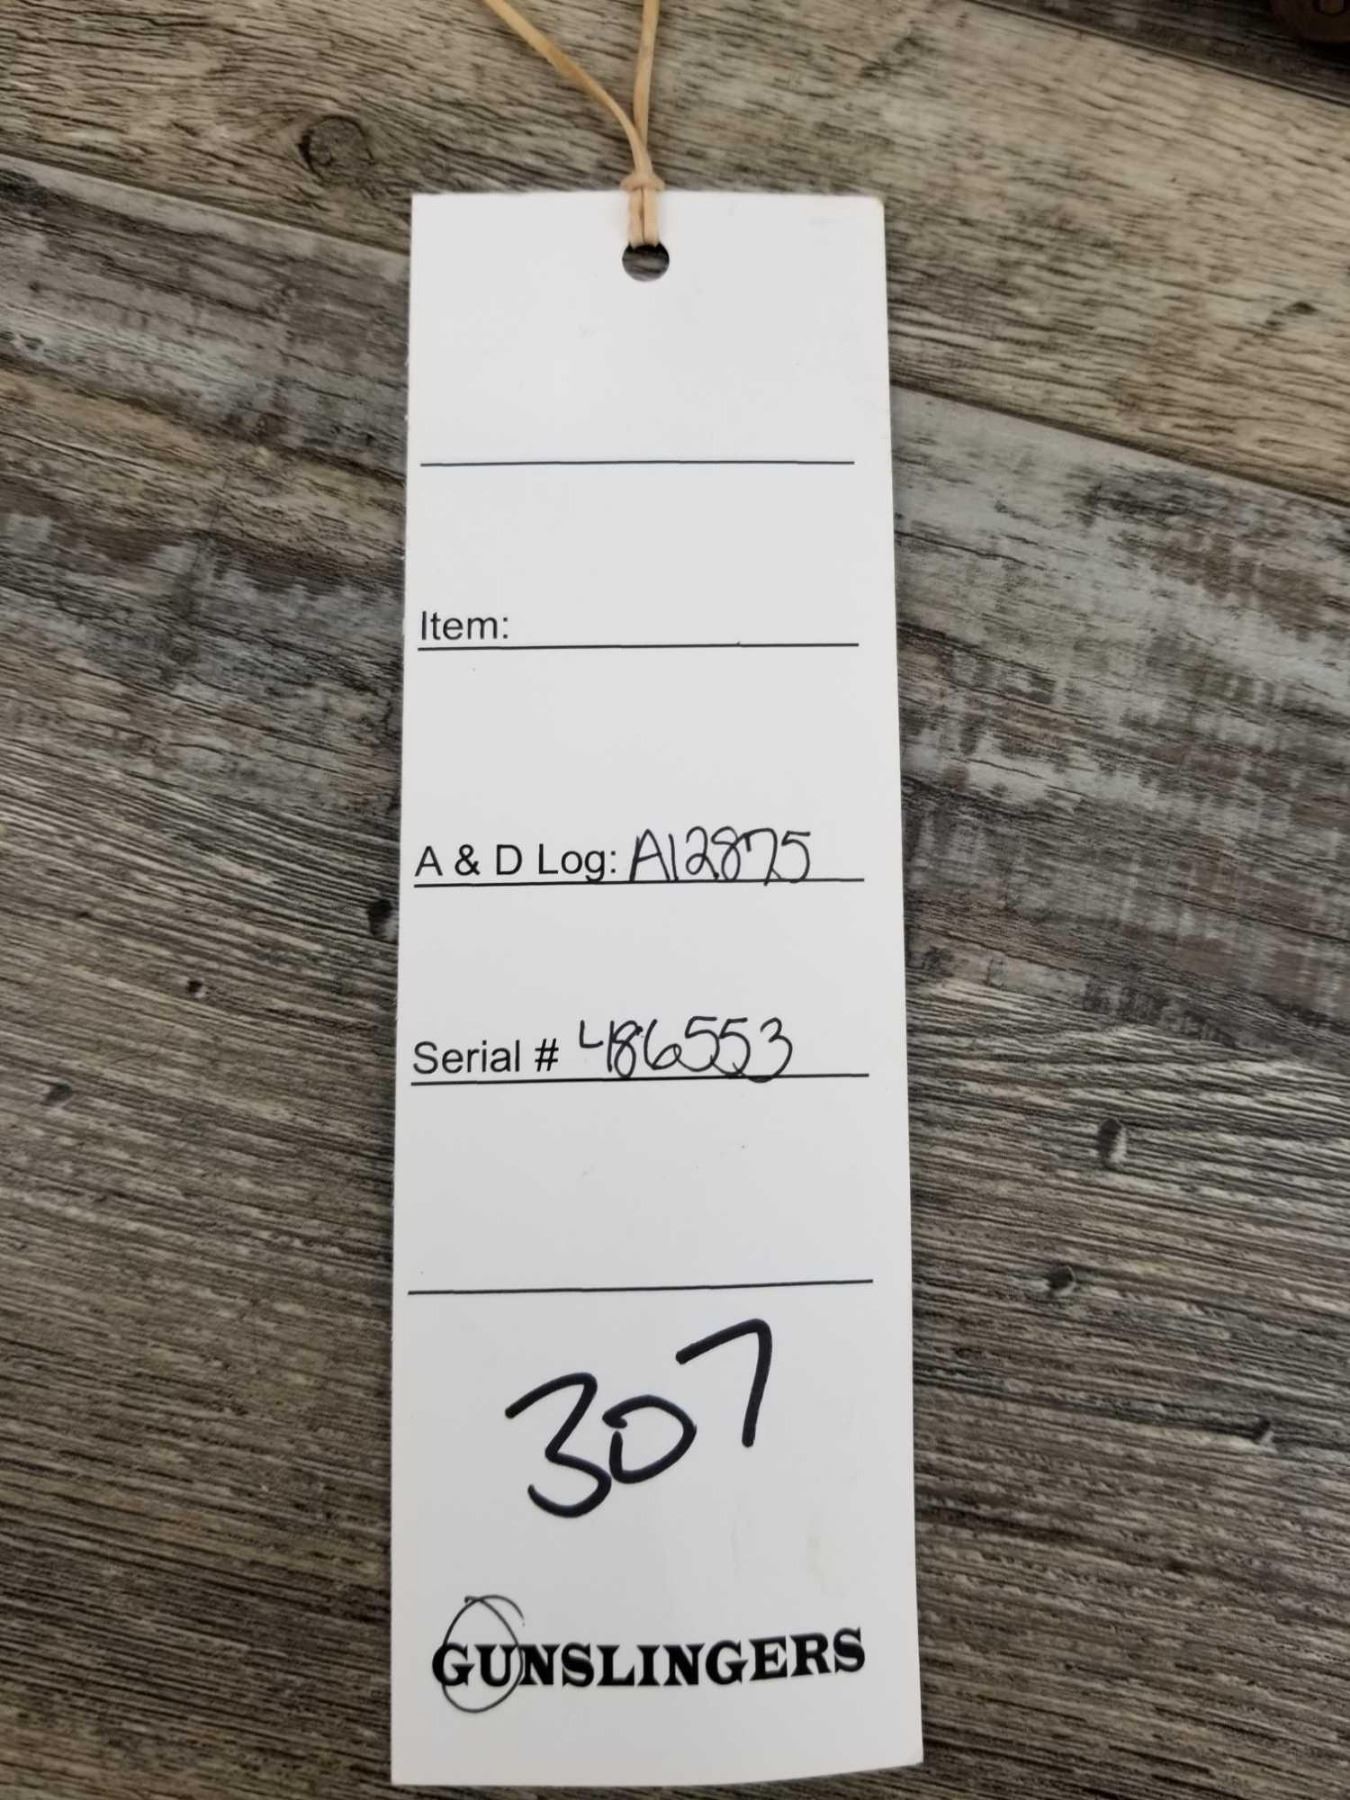 Item:
A & D Log: A12875
Serial # 486553
307
GUNSLINGERS